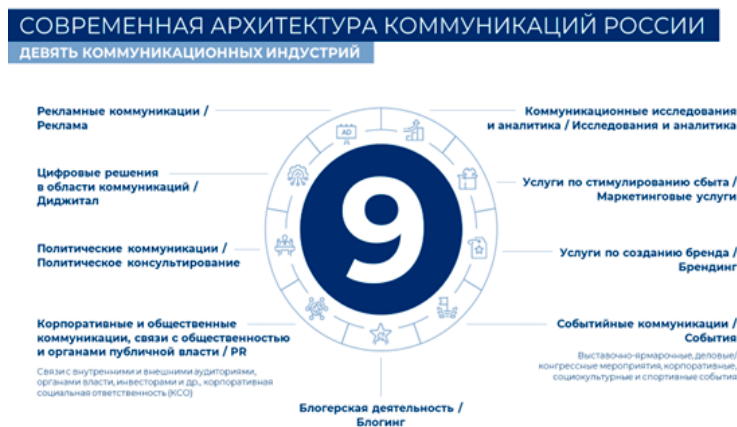 СОВРЕМЕННАЯ АРХИТЕКТУРА КОММУНИКАЦИЙ РОССИИ
ДЕВЯТЬ КОММУНИКАЦИОННЫХ ИНДУСТРИЙ
Рекламные коммуникации /
Реклама
Цифровые решения
в области коммуникаций /
Диджитал
Политические коммуникации /
Политическое консультирование
Корпоративные и общественные
коммуникации, связи с общественностью
и органами публичной власти / PR
Связи с внутренними и внешними аудиториями,
органами власти, инвесторами и др., корпоративная
социальная ответственность (КСО)
AD
9
Коммуникационные исследования
и аналитика / Исследования и аналитика
Услуги по стимулированию сбыта /
Маркетинговые услуги
Услуги по созданию бренда /
Брендинг
Событийные коммуникации /
События
Выставочно-ярмарочные, деловые/
конгрессные мероприятия, корпоративные,
социокультурные и спортивные события
Блогерская деятельность /
Блогинг